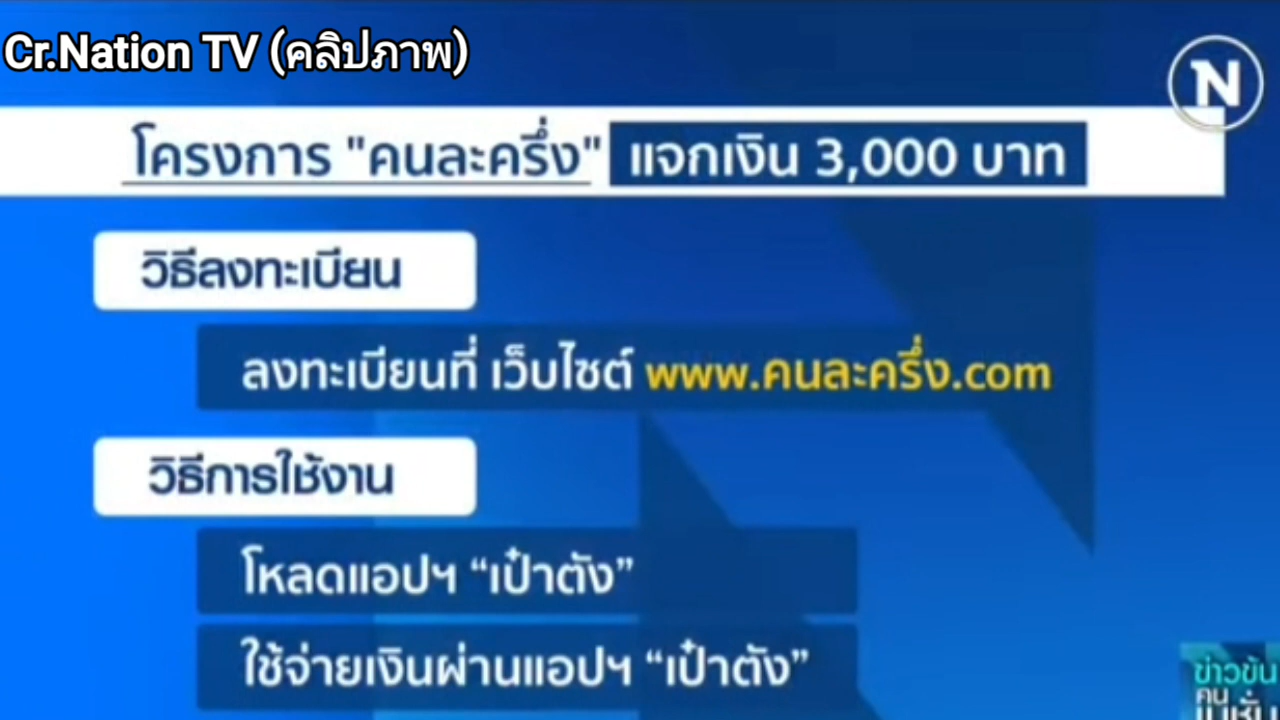 Cr.Nation TV (คลิปภาพ)
N
โครงการ "คนละครึ่ง" แจกเงิน 3,000 บาท
วิธีลงทะเบียน
ลงทะเบียนที่ เว็บไซต์ www.คนละครึ่ง.com
วิธีการใช้งาน
โหลดแอปฯ “เป๋าตัง”
ใช้จ่ายเงินผ่านแอปฯ “เป๋าตัง”
ข่าวข้น
คน